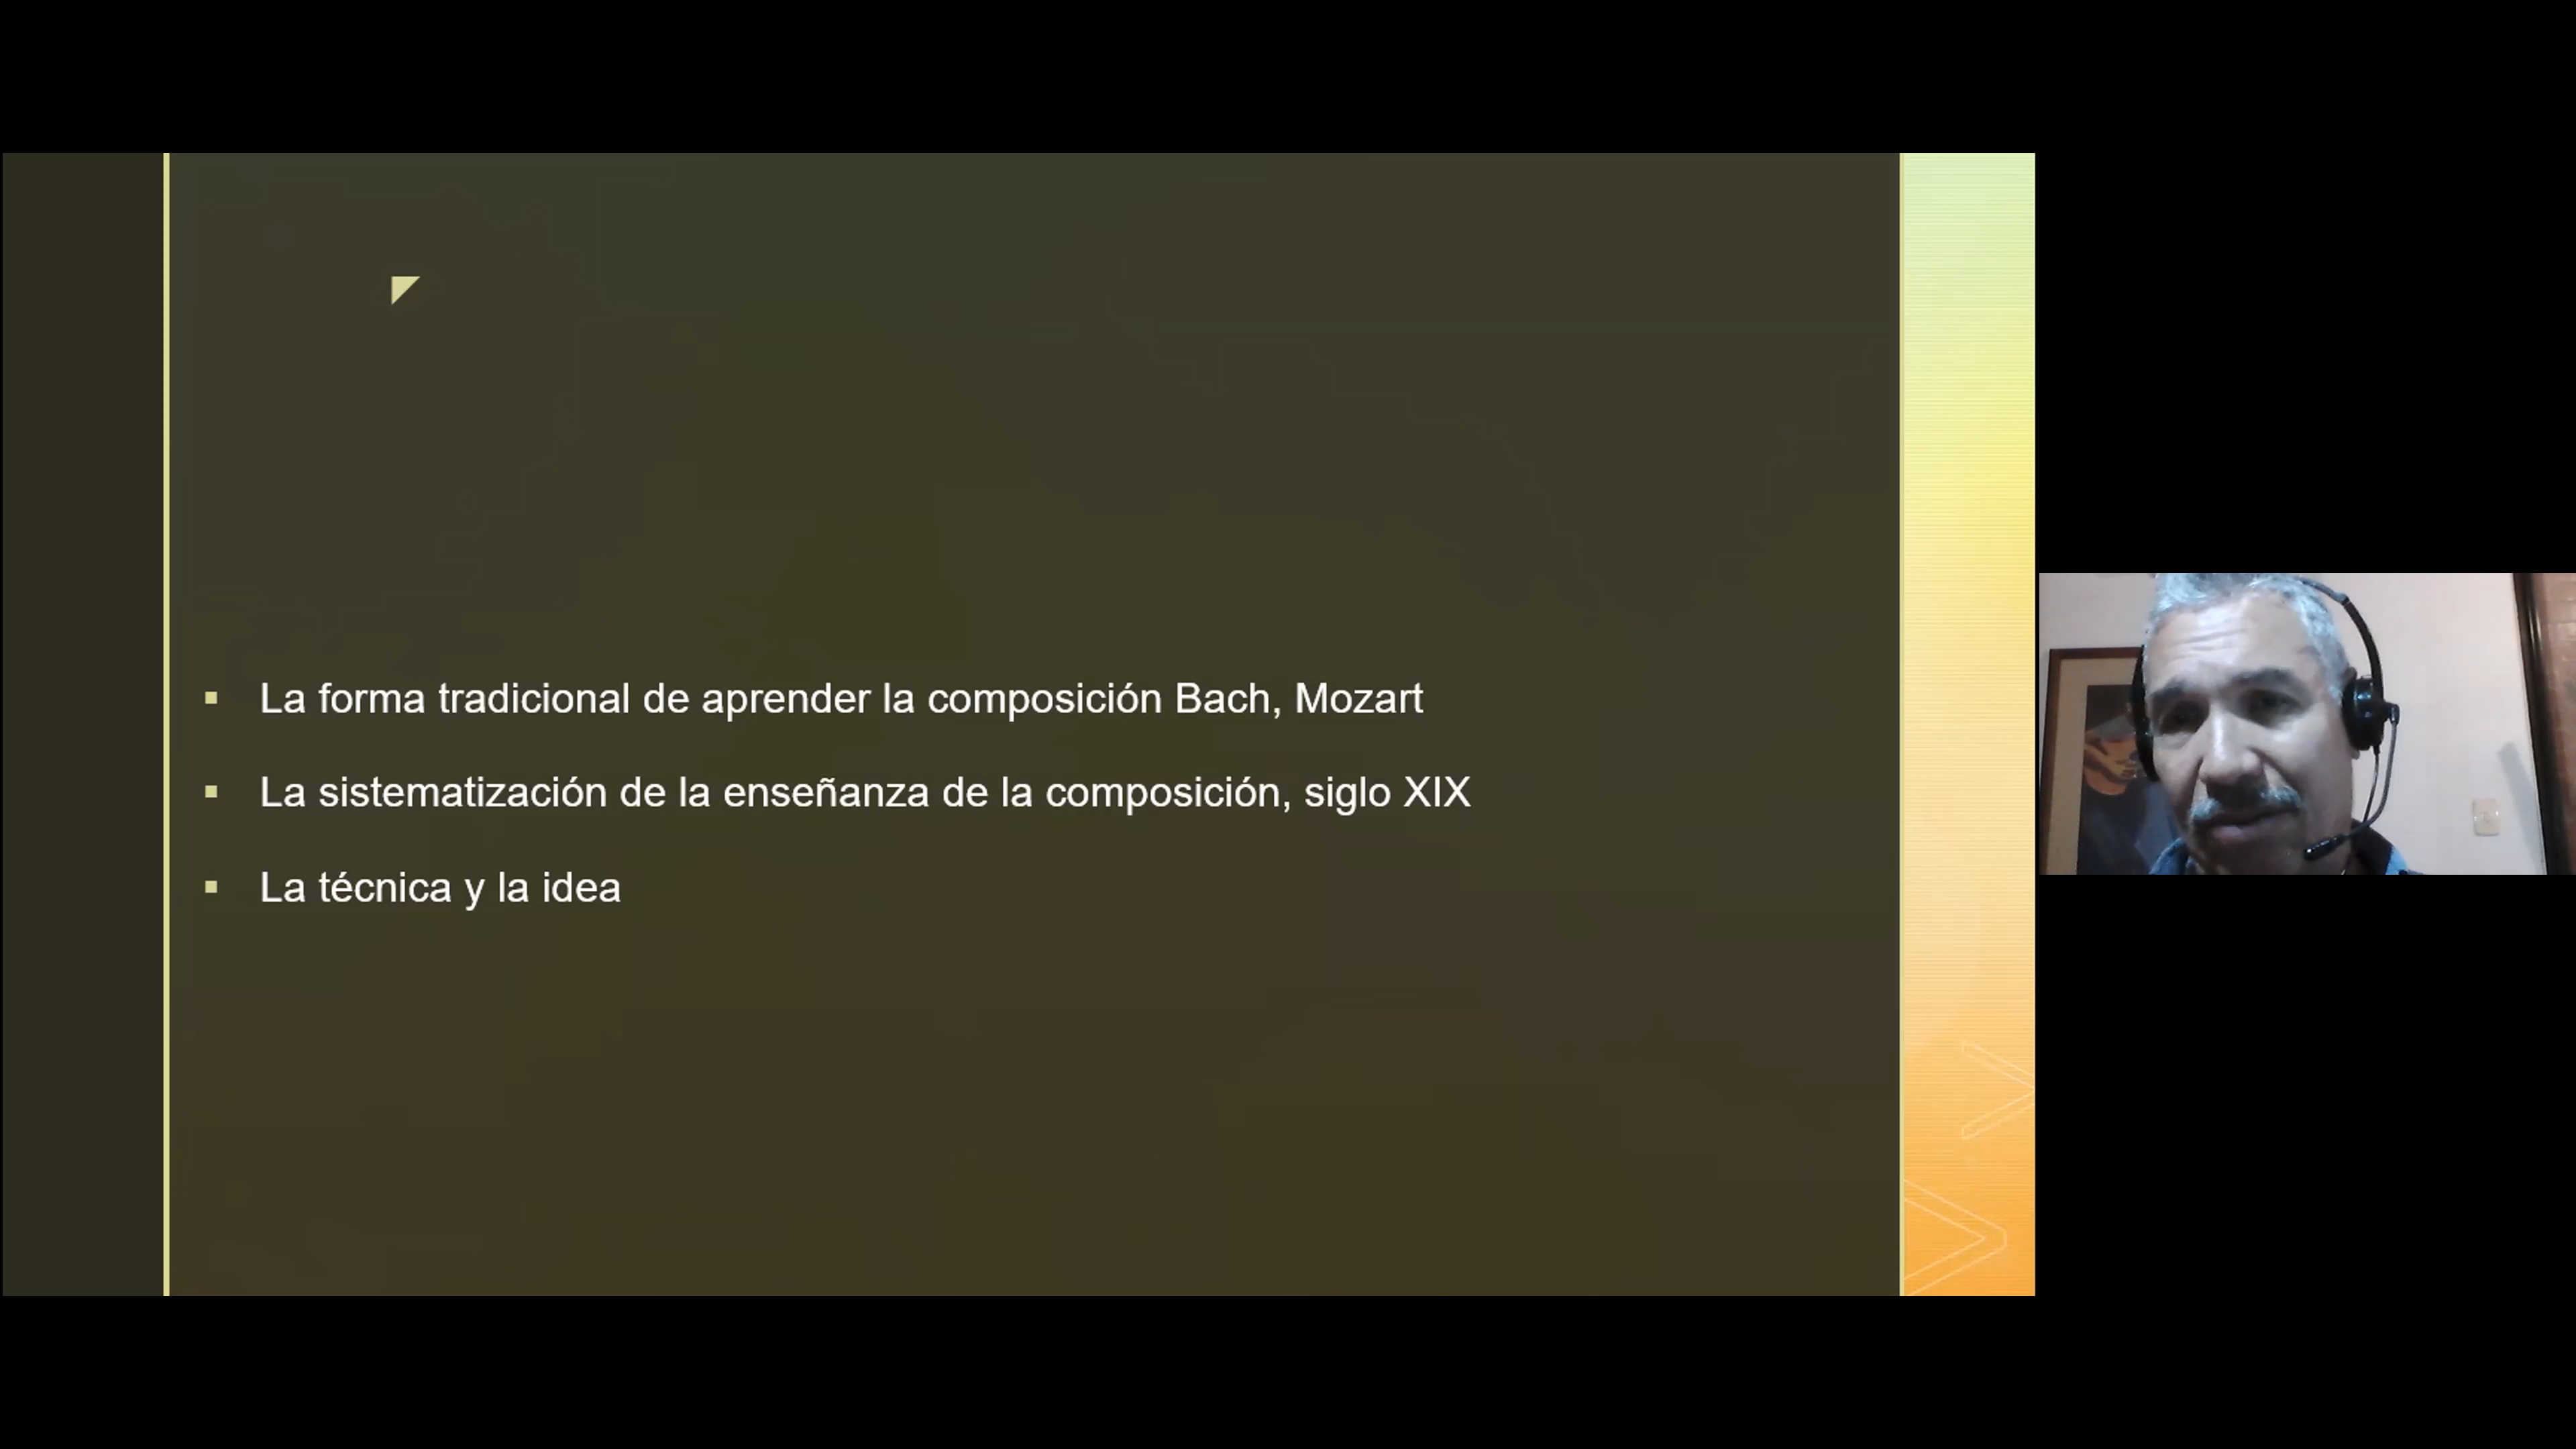 La forma tradicional de aprender la composición Bach, Mozart
La sistematización de la enseñanza de la composición, siglo XIX
La técnica y la idea